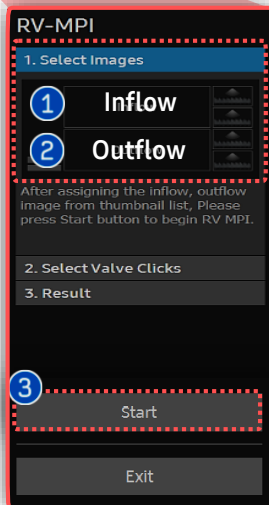 RV-MPI
1. Select Images
1 Inflow
2 Outflow
After assigning the inflow, outflow
image from thumbnail list, Please
press Start button to begin RV MPI.
2. Select Valve Clicks
3. Result
3
Start
Exit